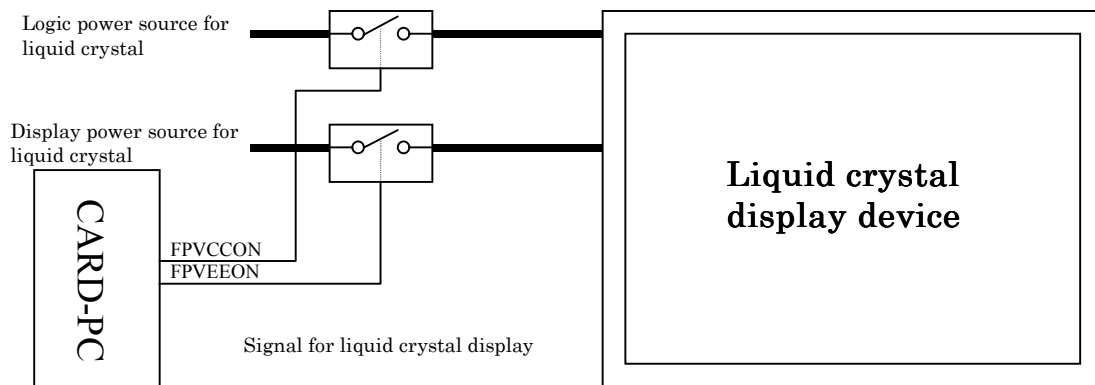 Logic power source for
liquid crystal
Display power source for
liquid crystal
CARD-PC
FPVCCON
FPVEEON
Signal for liquid crystal display
Liquid crystal
display device